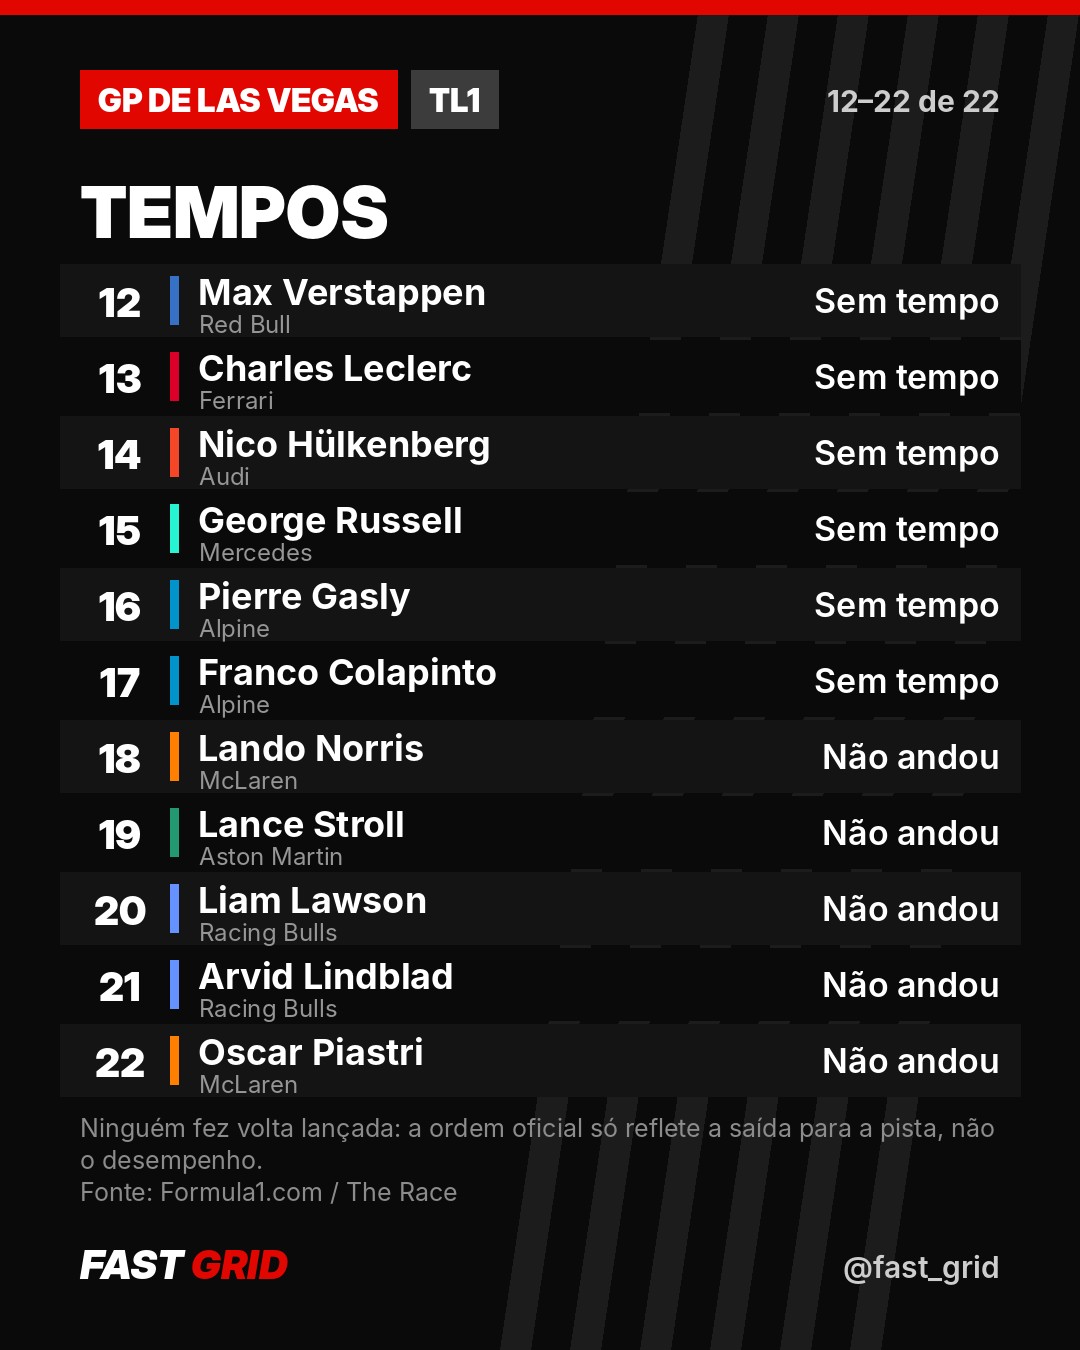 GP DE LAS VEGAS TL1 12–22 de 22
TEMPOS
12 Max Verstappen Sem tempo
Red Bull
13 Charles Leclerc Sem tempo
Ferrari
14 Nico Hülkenberg Sem tempo
Audi
15 George Russell Sem tempo
Mercedes
16 Pierre Gasly Sem tempo
Alpine
17 Franco Colapinto Sem tempo
Alpine
18 Lando Norris Não andou
McLaren
19 Lance Stroll Não andou
Aston Martin
20 Liam Lawson Não andou
Racing Bulls
21 Arvid Lindblad Não andou
Racing Bulls
22 Oscar Piastri Não andou
McLaren
Ninguém fez volta lançada: a ordem oficial só reflete a saída para a pista, não
o desempenho.
Fonte: Formula1.com / The Race
FAST GRID @fast_grid